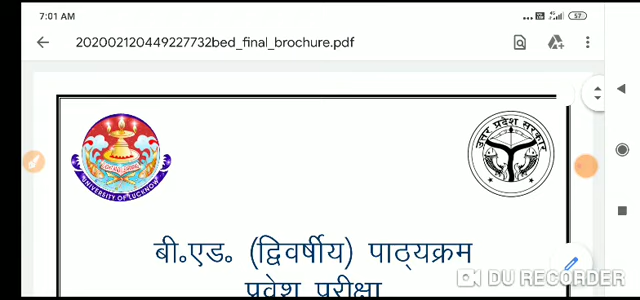 7:01 AM
57
202002120449227732bed_final_brochure.pdf
UNIVERSITY OF LUCKNOW
उत्तर प्रदेश सरकार
बी॰एड॰ (द्विवर्षीय) पाठ्यक्रम
प्रवेश परीक्षा
DU RECORDER